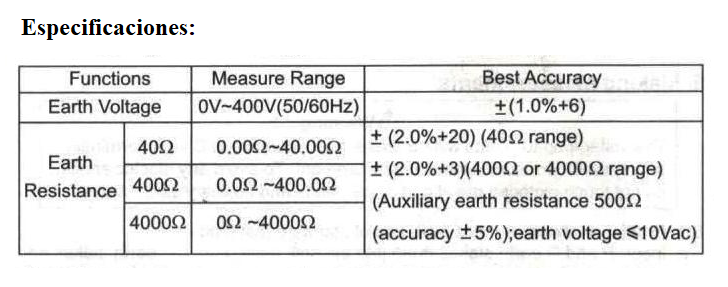 Especificaciones:
Functions Measure Range Best Accuracy
Earth Voltage 0V~400V(50/60Hz) ±(1.0%+6)
Earth Resistance
40Ω 0.00Ω~40.00Ω
400Ω 0.0Ω ~400.0Ω
4000Ω 0Ω ~4000Ω
± (2.0%+20) (40Ω range)
± (2.0%+3)(400Ω or 4000Ω range)
(Auxiliary earth resistance 500Ω
(accuracy ±5%);earth voltage ≤10Vac)